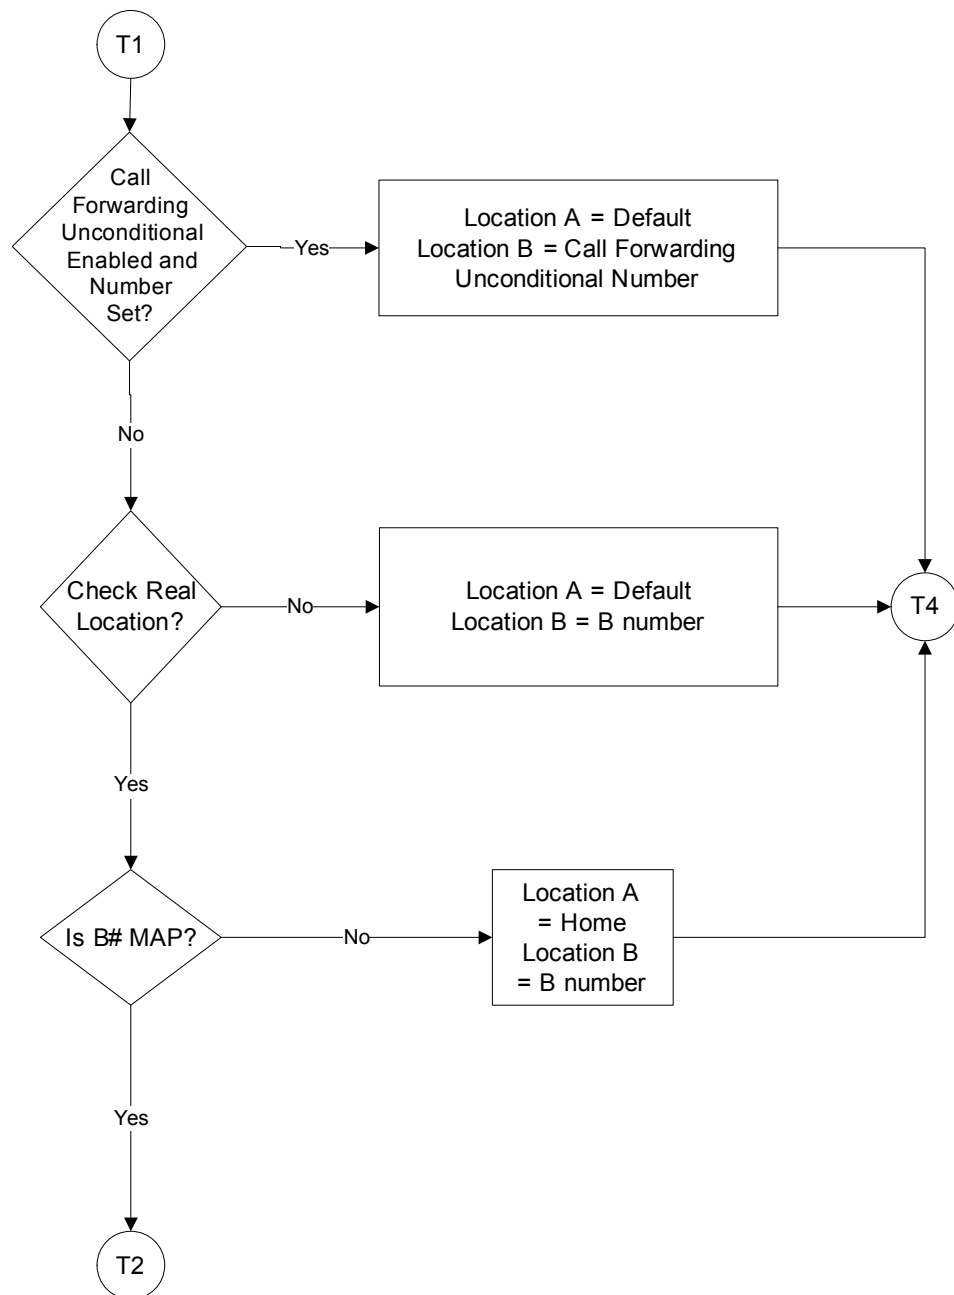 T1
Call
Forwarding
Unconditional
Enabled and
Number
Set?
Yes
Location A = Default
Location B = Call Forwarding
Unconditional Number
No
Check Real
Location?
No
Location A = Default
Location B = B number
T4
Yes
Is B# MAP?
No
Location A
= Home
Location B
= B number
Yes
T2